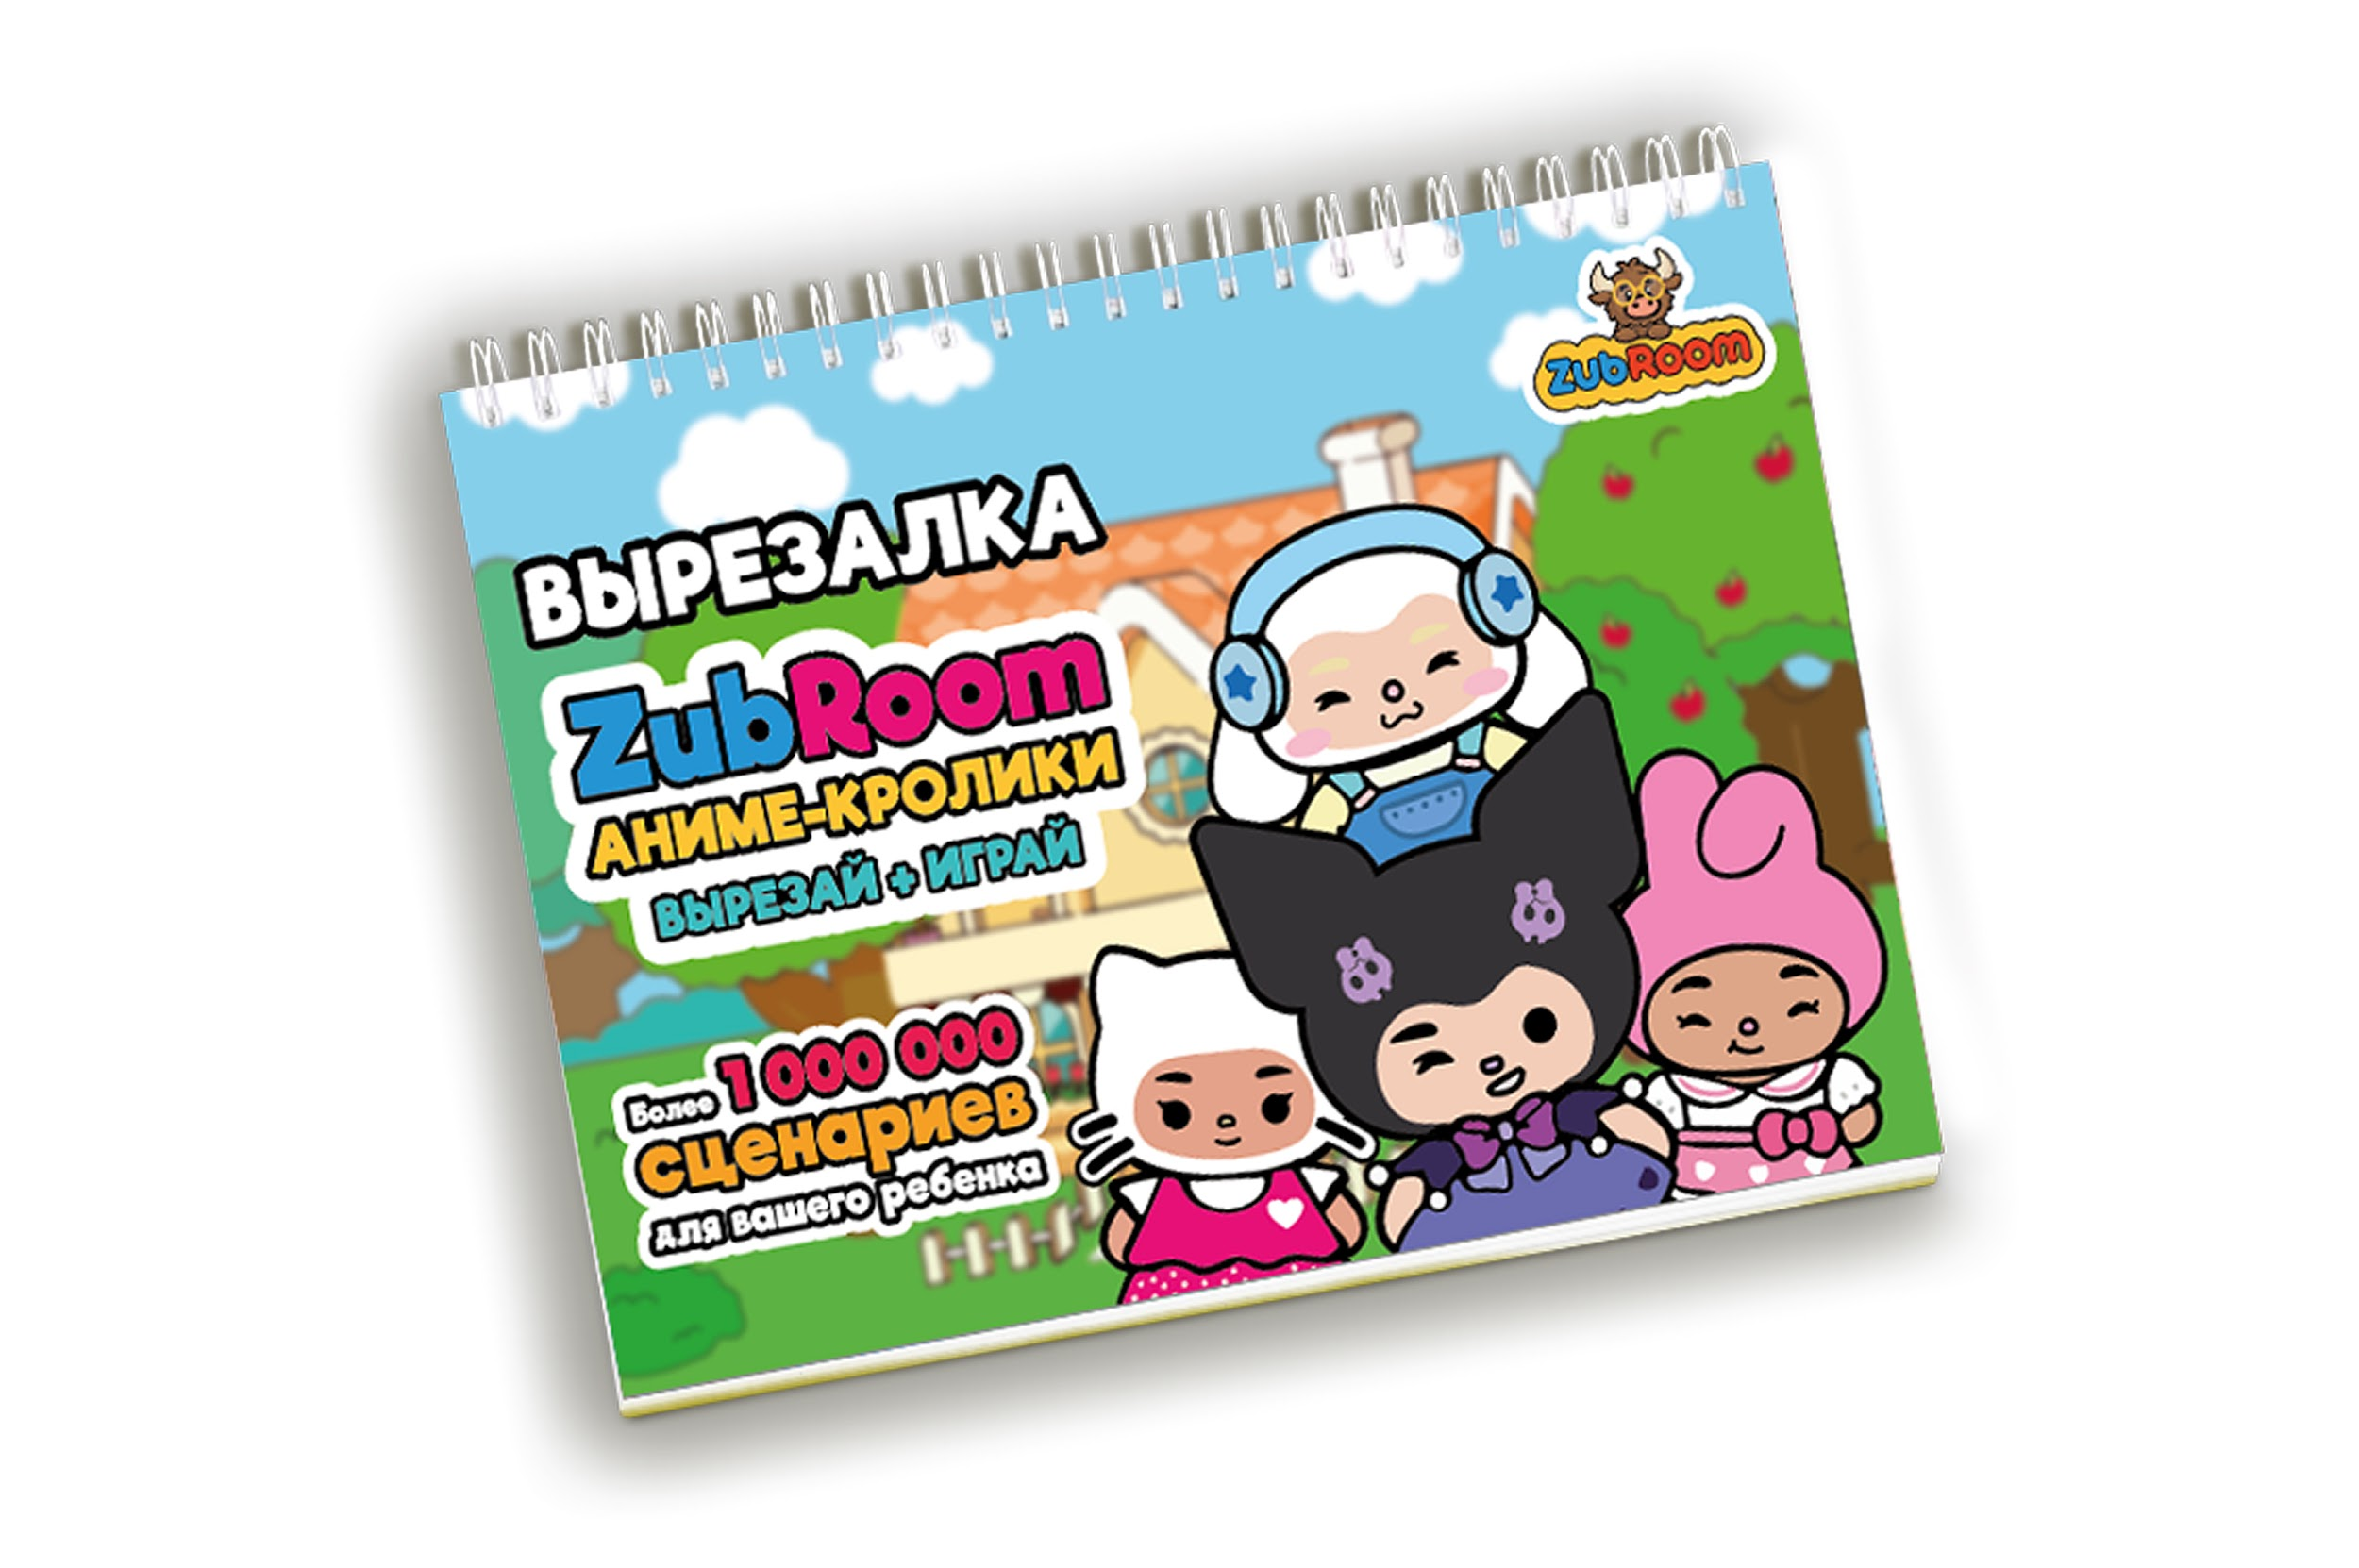 ZubRoom
ВЫРЕЗАЛКА
ZubRoom
АНИМЕ-КРОЛИКИ
ВЫРЕЗАЙ + ИГРАЙ
Более 1 000 000
сценариев
для вашего ребенка